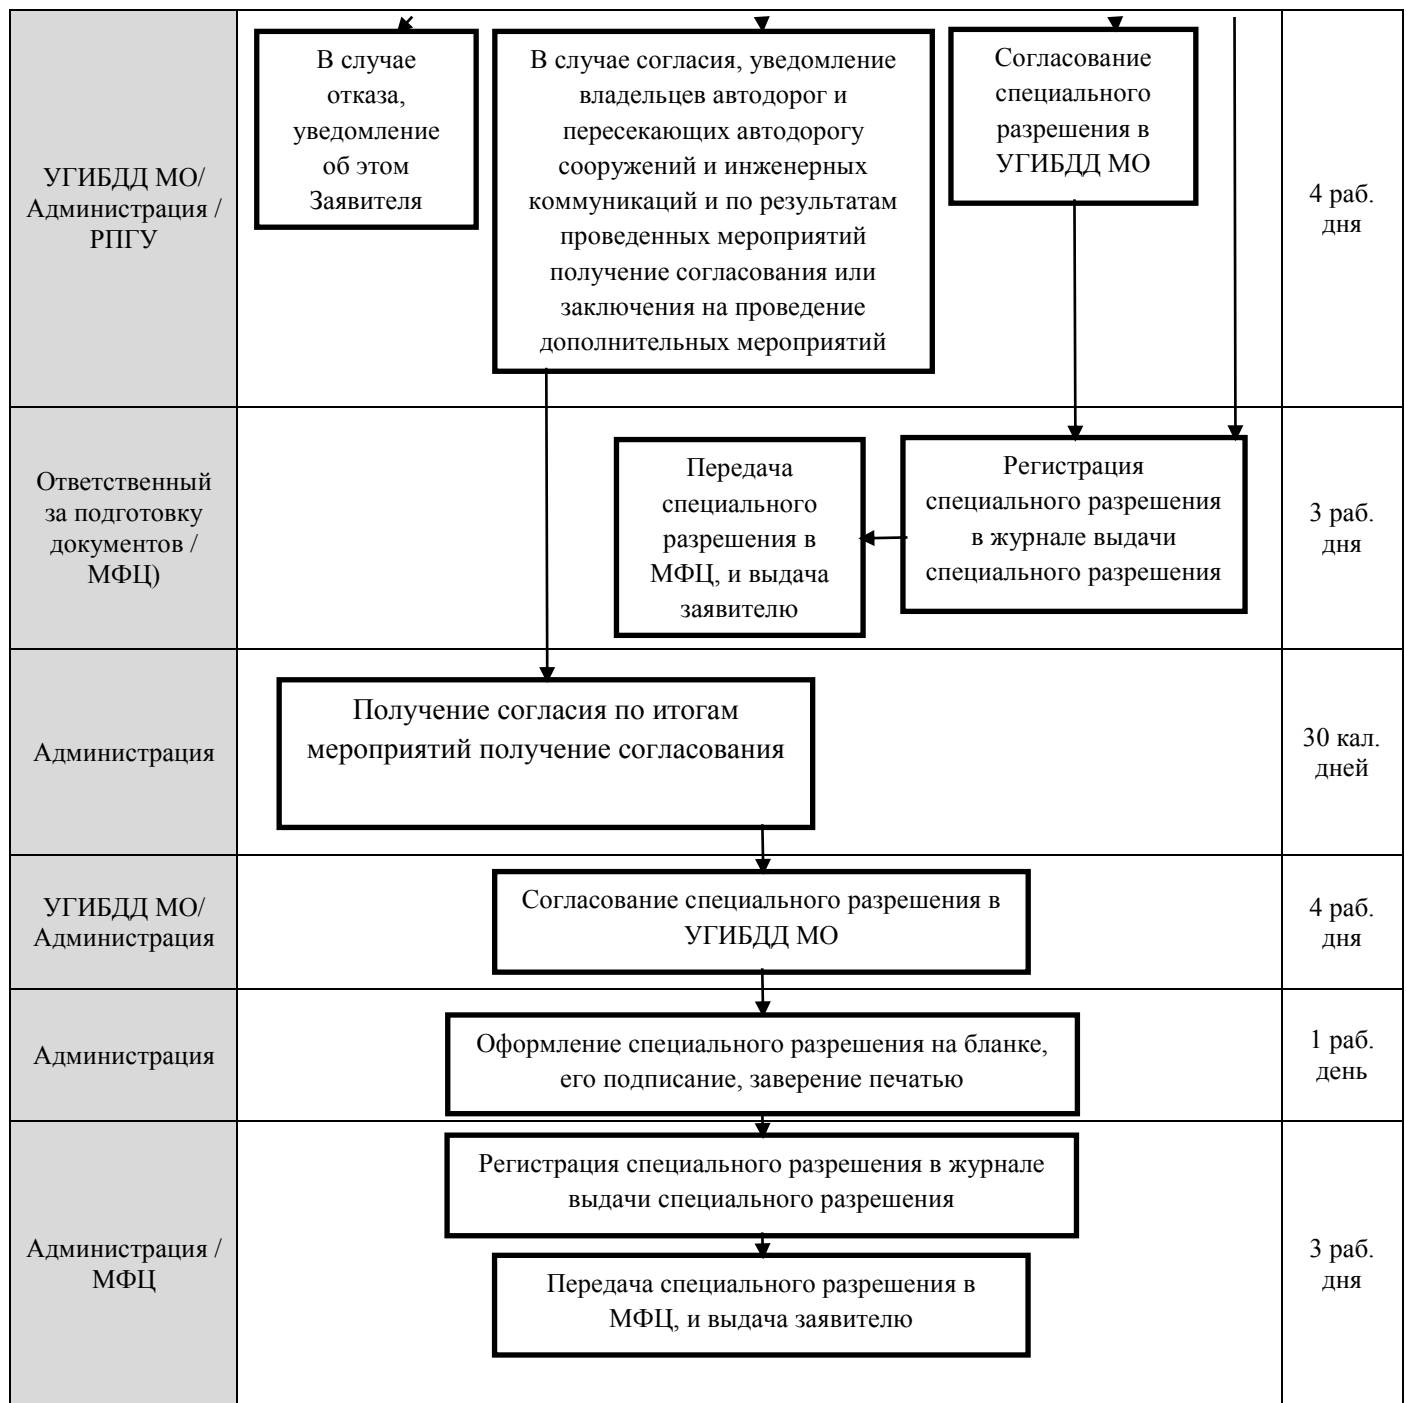 УГИБДД МО/
Администрация /
РПГУ
В случае
отказа,
уведомление
об этом
Заявителя
В случае согласия, уведомление
владельцев автодорог и
пересекающих автодорогу
сооружений и инженерных
коммуникаций и по результатам
проведенных мероприятий
получение согласования или
заключения на проведение
дополнительных мероприятий
Согласование
специального
разрешения в
УГИБДД МО
4 раб.
дня
Ответственный
за подготовку
документов /
МФЦ)
Передача
специального
разрешения в
МФЦ, и выдача
заявителю
Регистрация
специального разрешения
в журнале выдачи
специального разрешения
3 раб.
дня
Администрация
Получение согласия по итогам
мероприятий получение согласования
30 кал.
дней
УГИБДД МО/
Администрация
Согласование специального разрешения в
УГИБДД МО
4 раб.
дня
Администрация
Оформление специального разрешения на бланке,
его подписание, заверение печатью
1 раб.
день
Администрация /
МФЦ
Регистрация специального разрешения в журнале
выдачи специального разрешения
Передача специального разрешения в
МФЦ, и выдача заявителю
3 раб.
дня